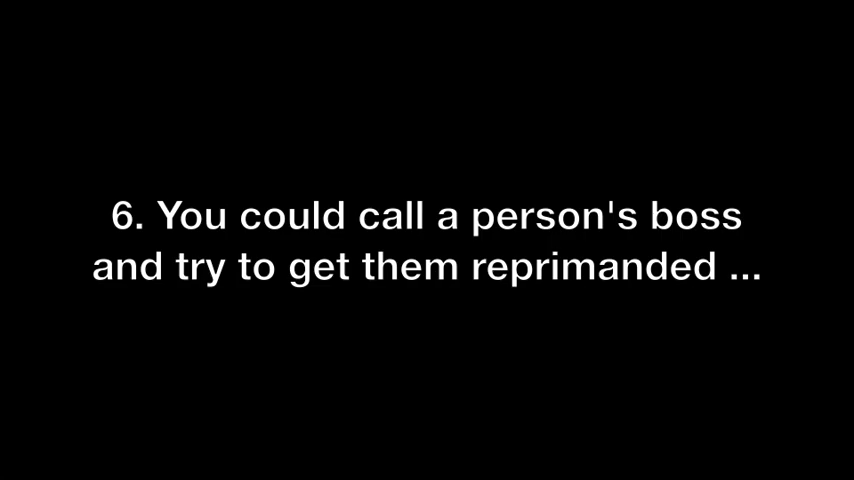 6. You could call a person's boss
and try to get them reprimanded ...